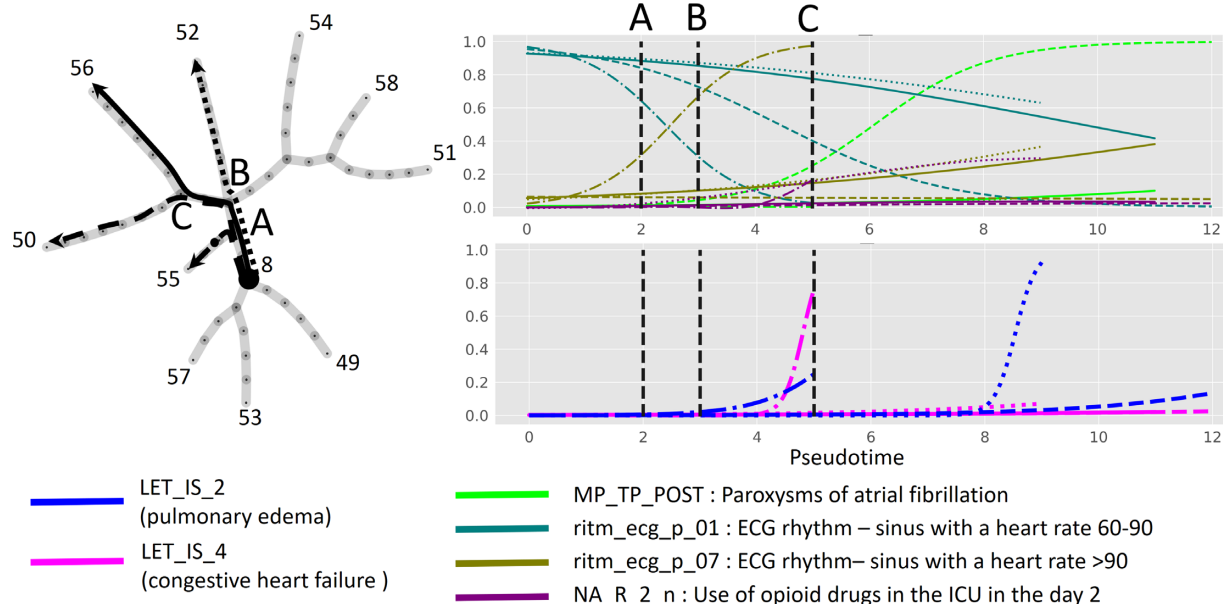 A B C
54
52
56
58
51
B
C
A
50
55
8
57
49
53
1.0
0.8
0.6
0.4
0.2
0.0
0 2 4 6 8 10 12
1.0
0.8
0.6
0.4
0.2
0.0
0 2 4 6 8 10 12
Pseudotime
LET_IS_2
(pulmonary edema)
LET_IS_4
(congestive heart failure )
MP_TP_POST : Paroxysms of atrial fibrillation
ritm_ecg_p_01 : ECG rhythm – sinus with a heart rate 60-90
ritm_ecg_p_07 : ECG rhythm– sinus with a heart rate >90
NA_R_2_n : Use of opioid drugs in the ICU in the day 2